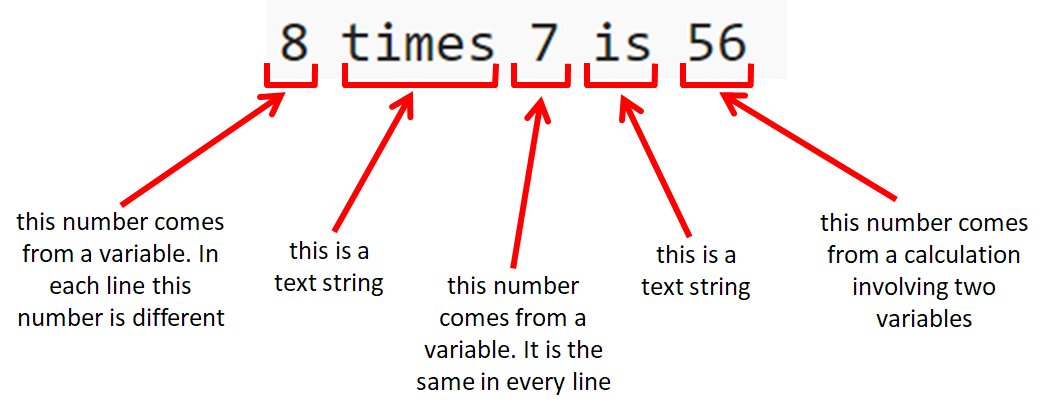 8 times 7 is 56
this number comes
from a variable. In
each line this
number is different
this is a
text string
this number
comes from a
variable. It is the
same in every line
this is a
text string
this number comes
from a calculation
involving two
variables